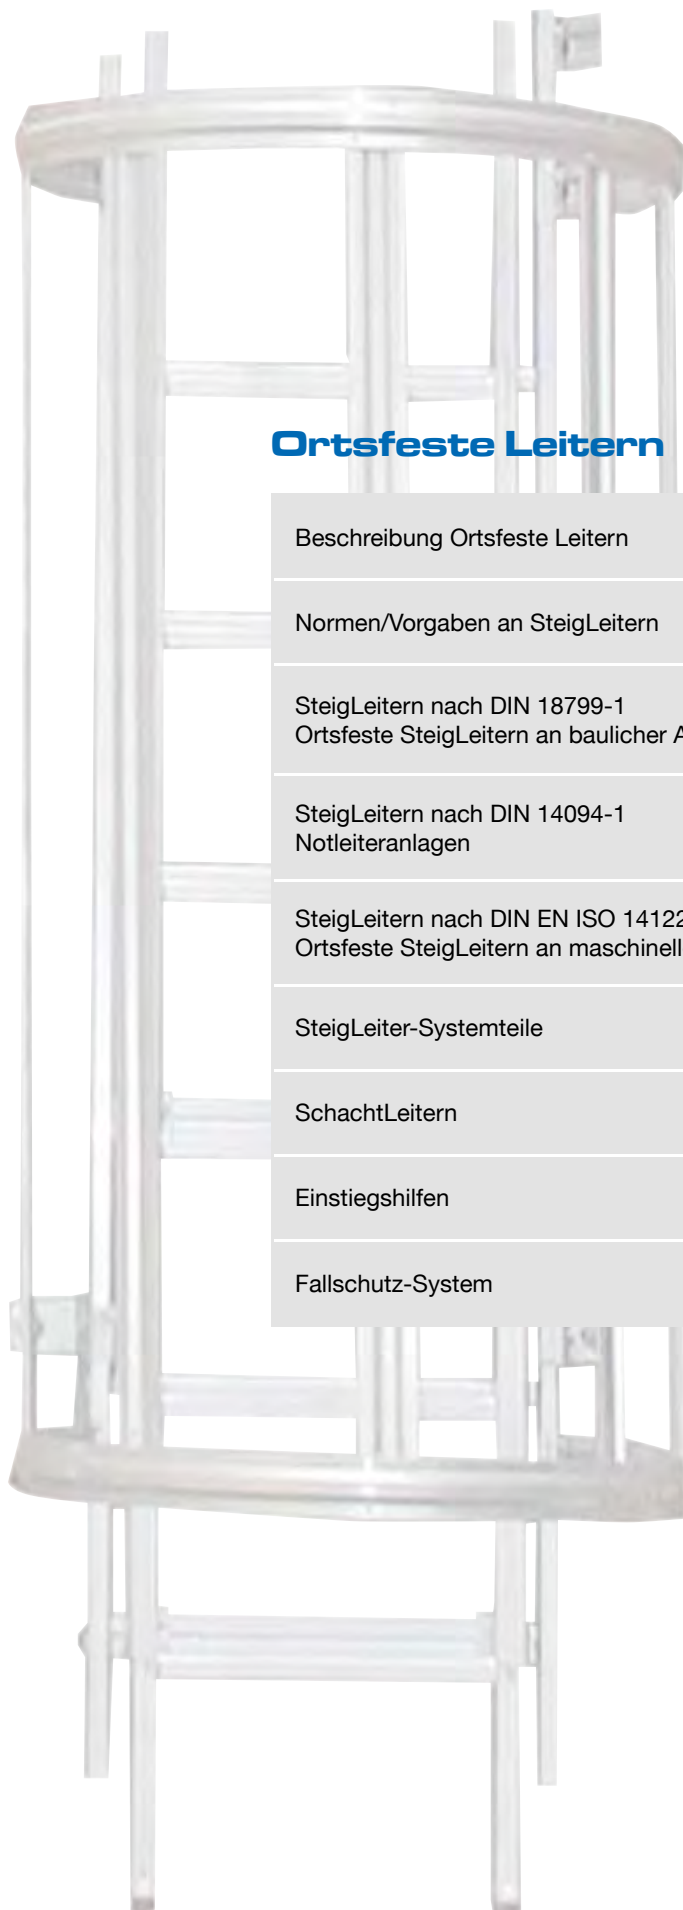 Ortsfeste Leitern
Beschreibung Ortsfeste Leitern
Normen/Vorgaben an SteigLeitern
SteigLeitern nach DIN 18799-1
Ortsfeste SteigLeitern an baulicher
SteigLeitern nach DIN 14094-1
Notleiteranlagen
SteigLeitern nach DIN EN ISO 14122
Ortsfeste SteigLeitern an maschinell
SteigLeiter-Systemteile
SchachtLeitern
Einstiegshilfen
Fallschutz-System